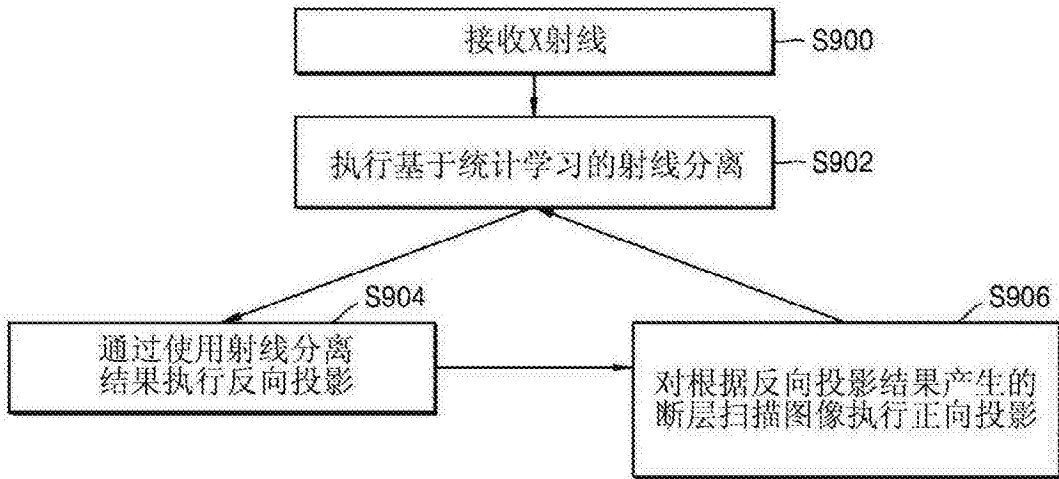 接收X射线
S900
执行基于统计学习的射线分离
S902
S904
通过使用射线分离
结果执行反向投影
S906
对根据反向投影结果产生的
断层扫描图像执行正向投影